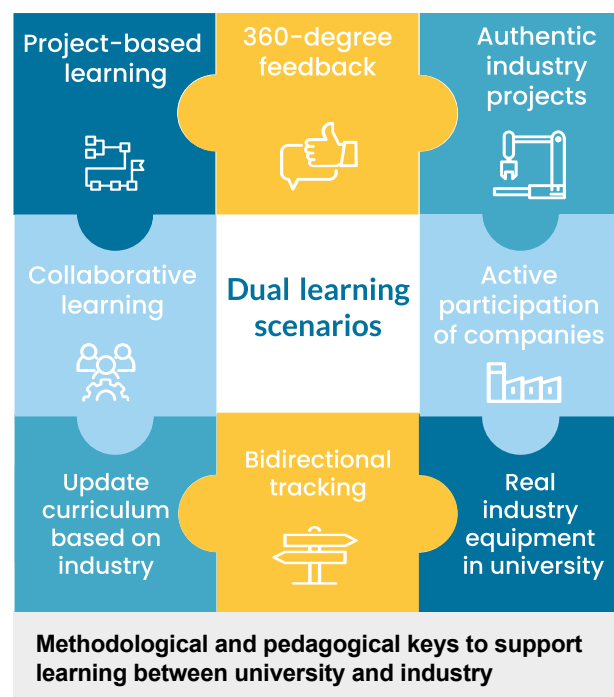 Project-based
learning
360-degree
feedback
Authentic
industry
projects
Collaborative
learning
Dual learning
scenarios
Active
participation
of companies
Update
curriculum
based on
industry
Bidirectional
tracking
Real
industry
equipment
in university
Methodological and pedagogical keys to support
learning between university and industry